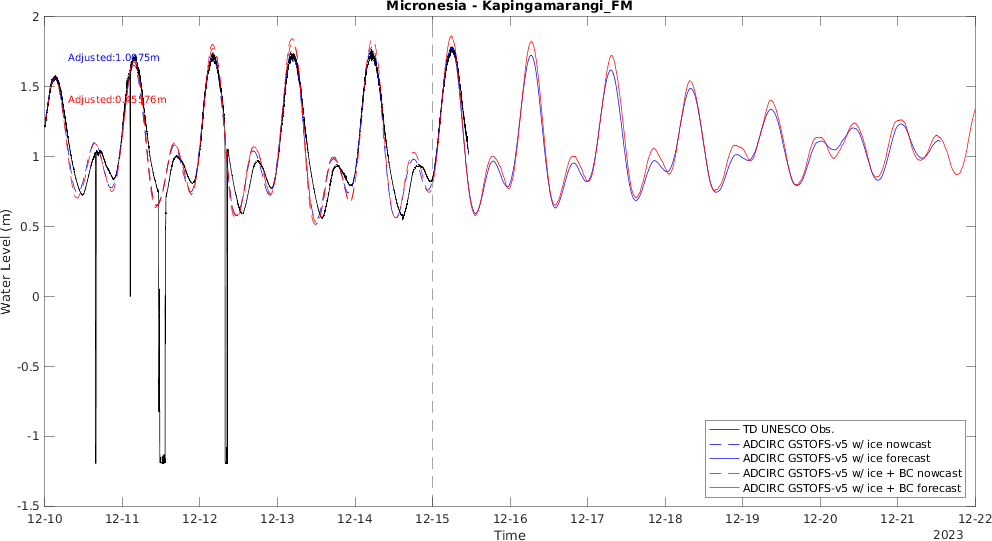 Micronesia - Kapingamarangi_FM
2
1.5
1
0.5
0
-0.5
-1
-1.5
Water Level (m)
Adjusted:1.0975m
TD UNESCO Obs.
ADCIRC GSTOFS-v5 w/ ice nowcast
ADCIRC GSTOFS-v5 w/ ice forecast
ADCIRC GSTOFS-v5 w/ ice + BC nowcast
ADCIRC GSTOFS-v5 w/ ice + BC forecast
12-10 12-11 12-12 12-13 12-14 12-15 12-16 12-17 12-18 12-19 12-20 12-21 12-22
Time
2023